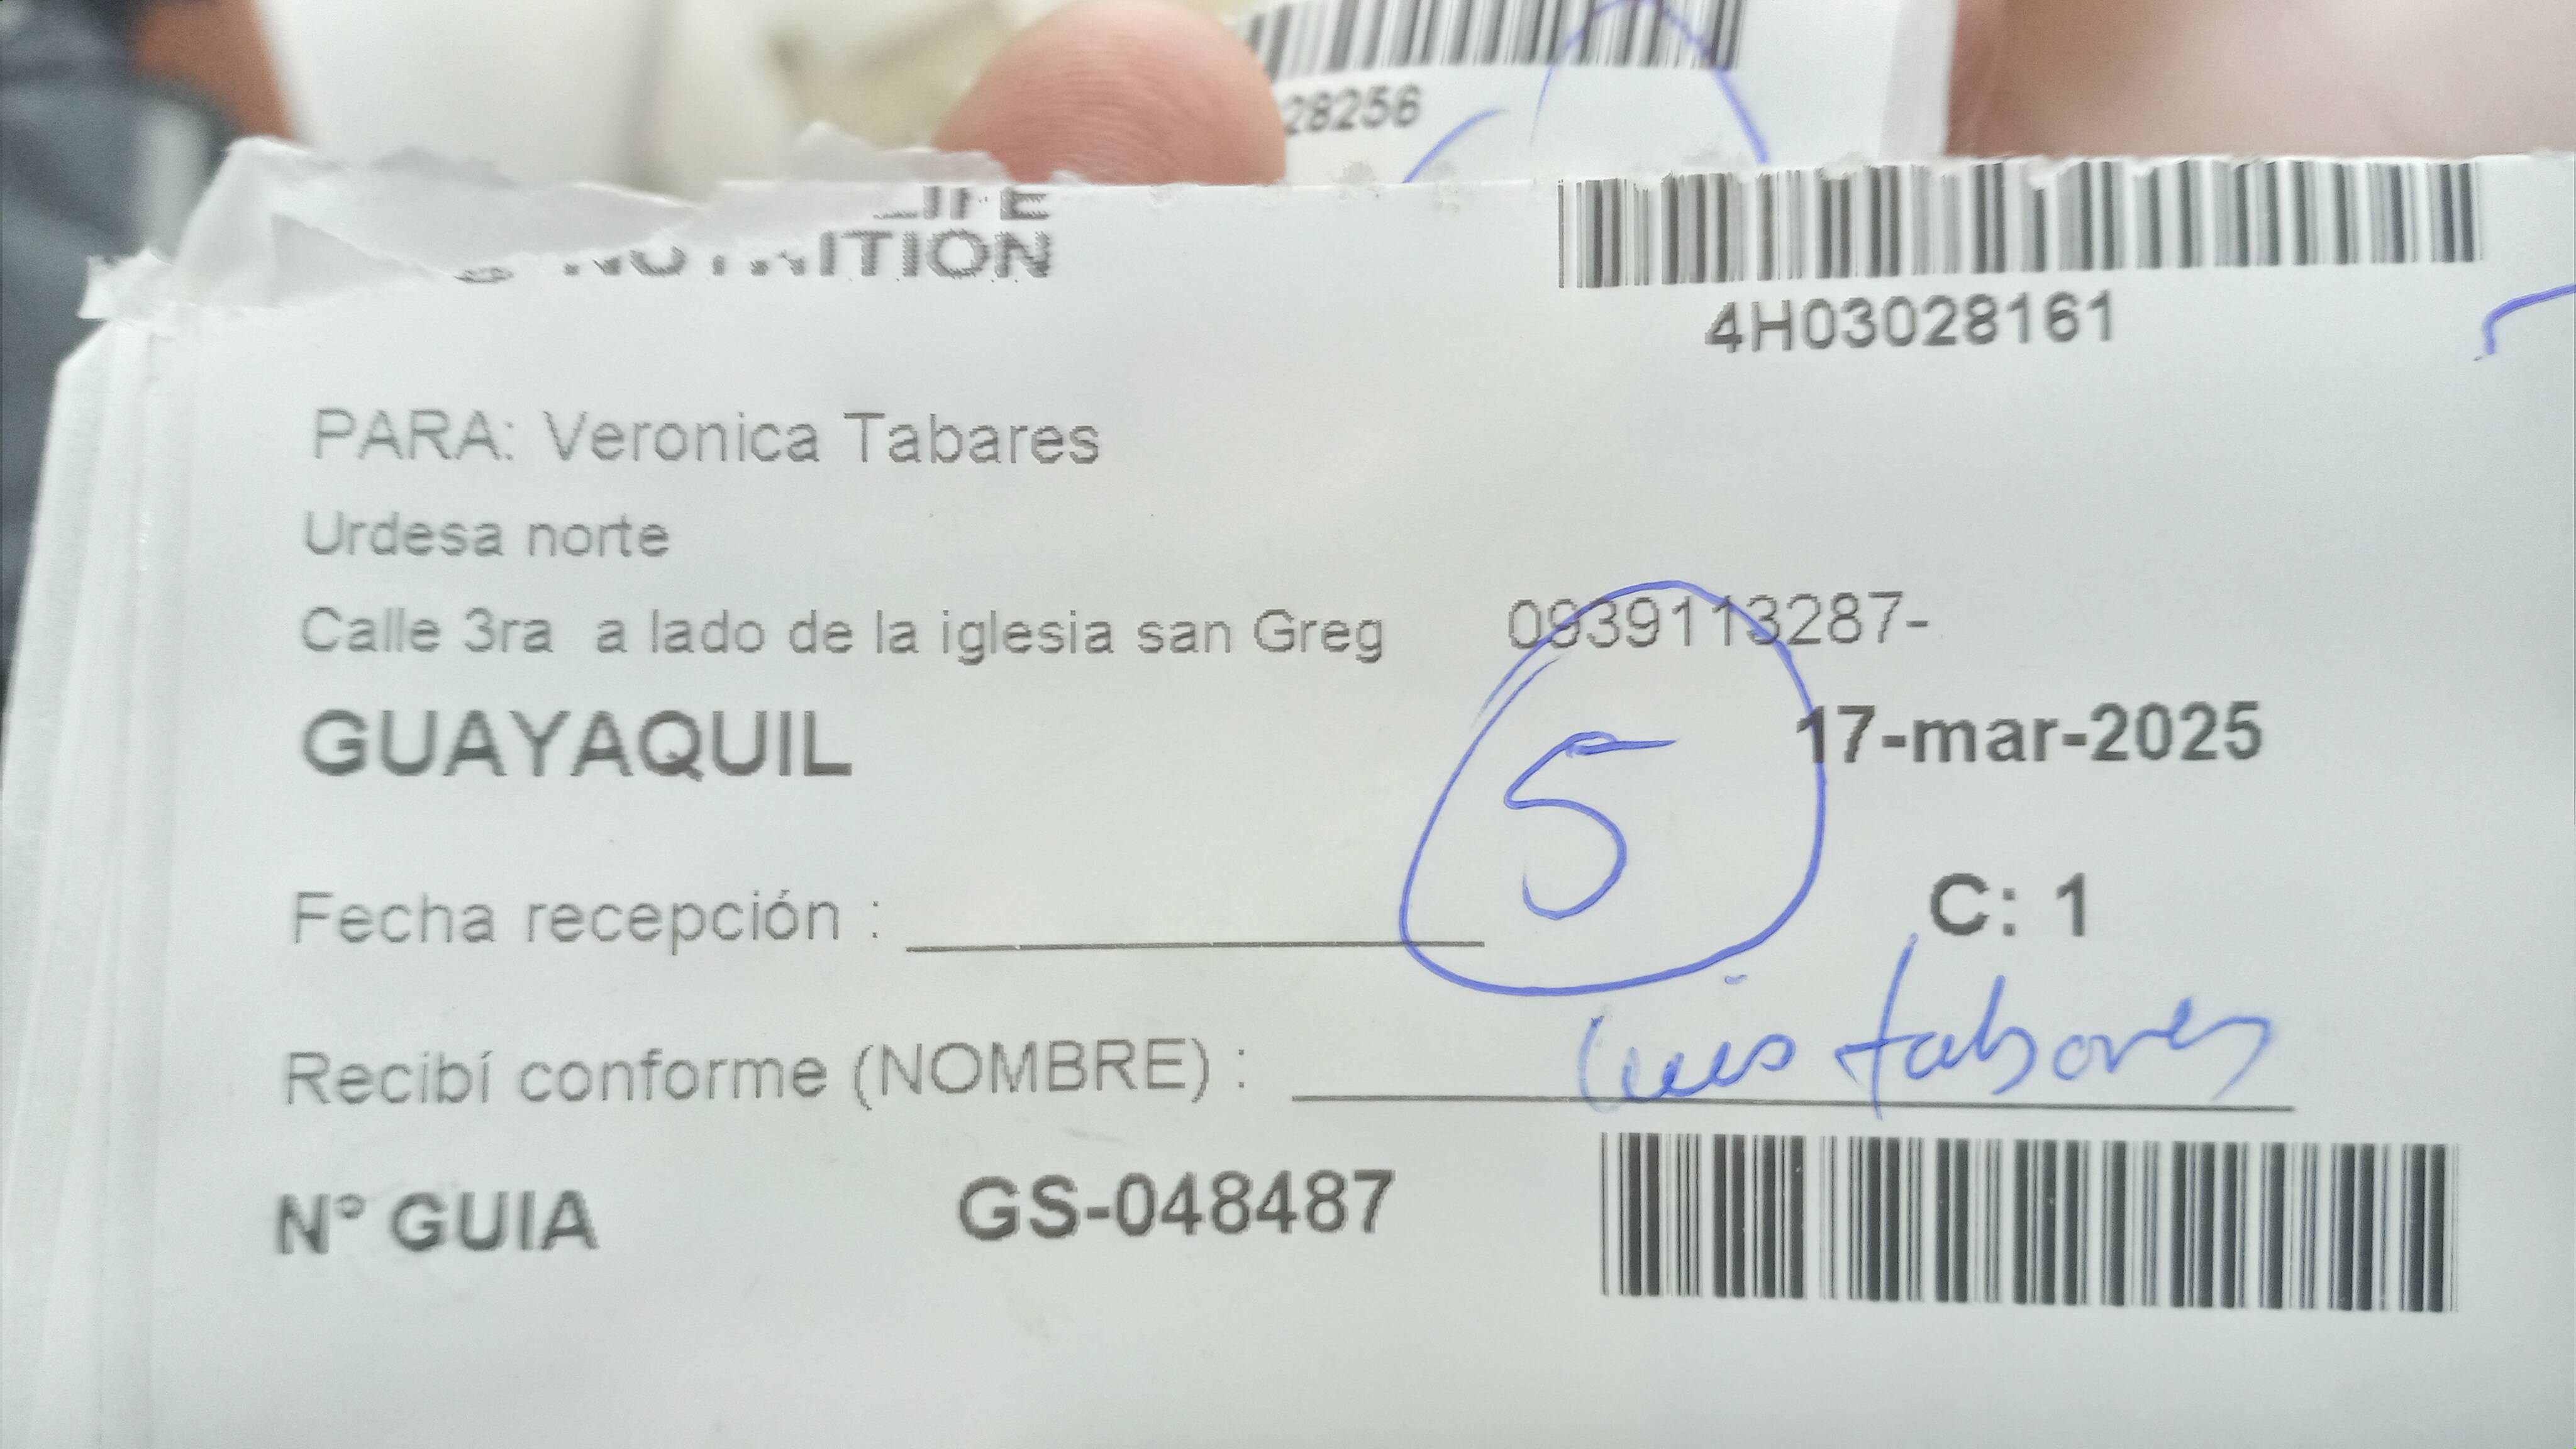 28256
NUTRITION
4H03028161
PARA: Veronica Tabares
Urdesa norte
Calle 3ra a lado de la iglesia san Greg 0939113287-
GUAYAQUIL 17-mar-2025
5
Fecha recepción : C: 1
Recibí conforme (NOMBRE) : luis tabares
N° GUIA GS-048487